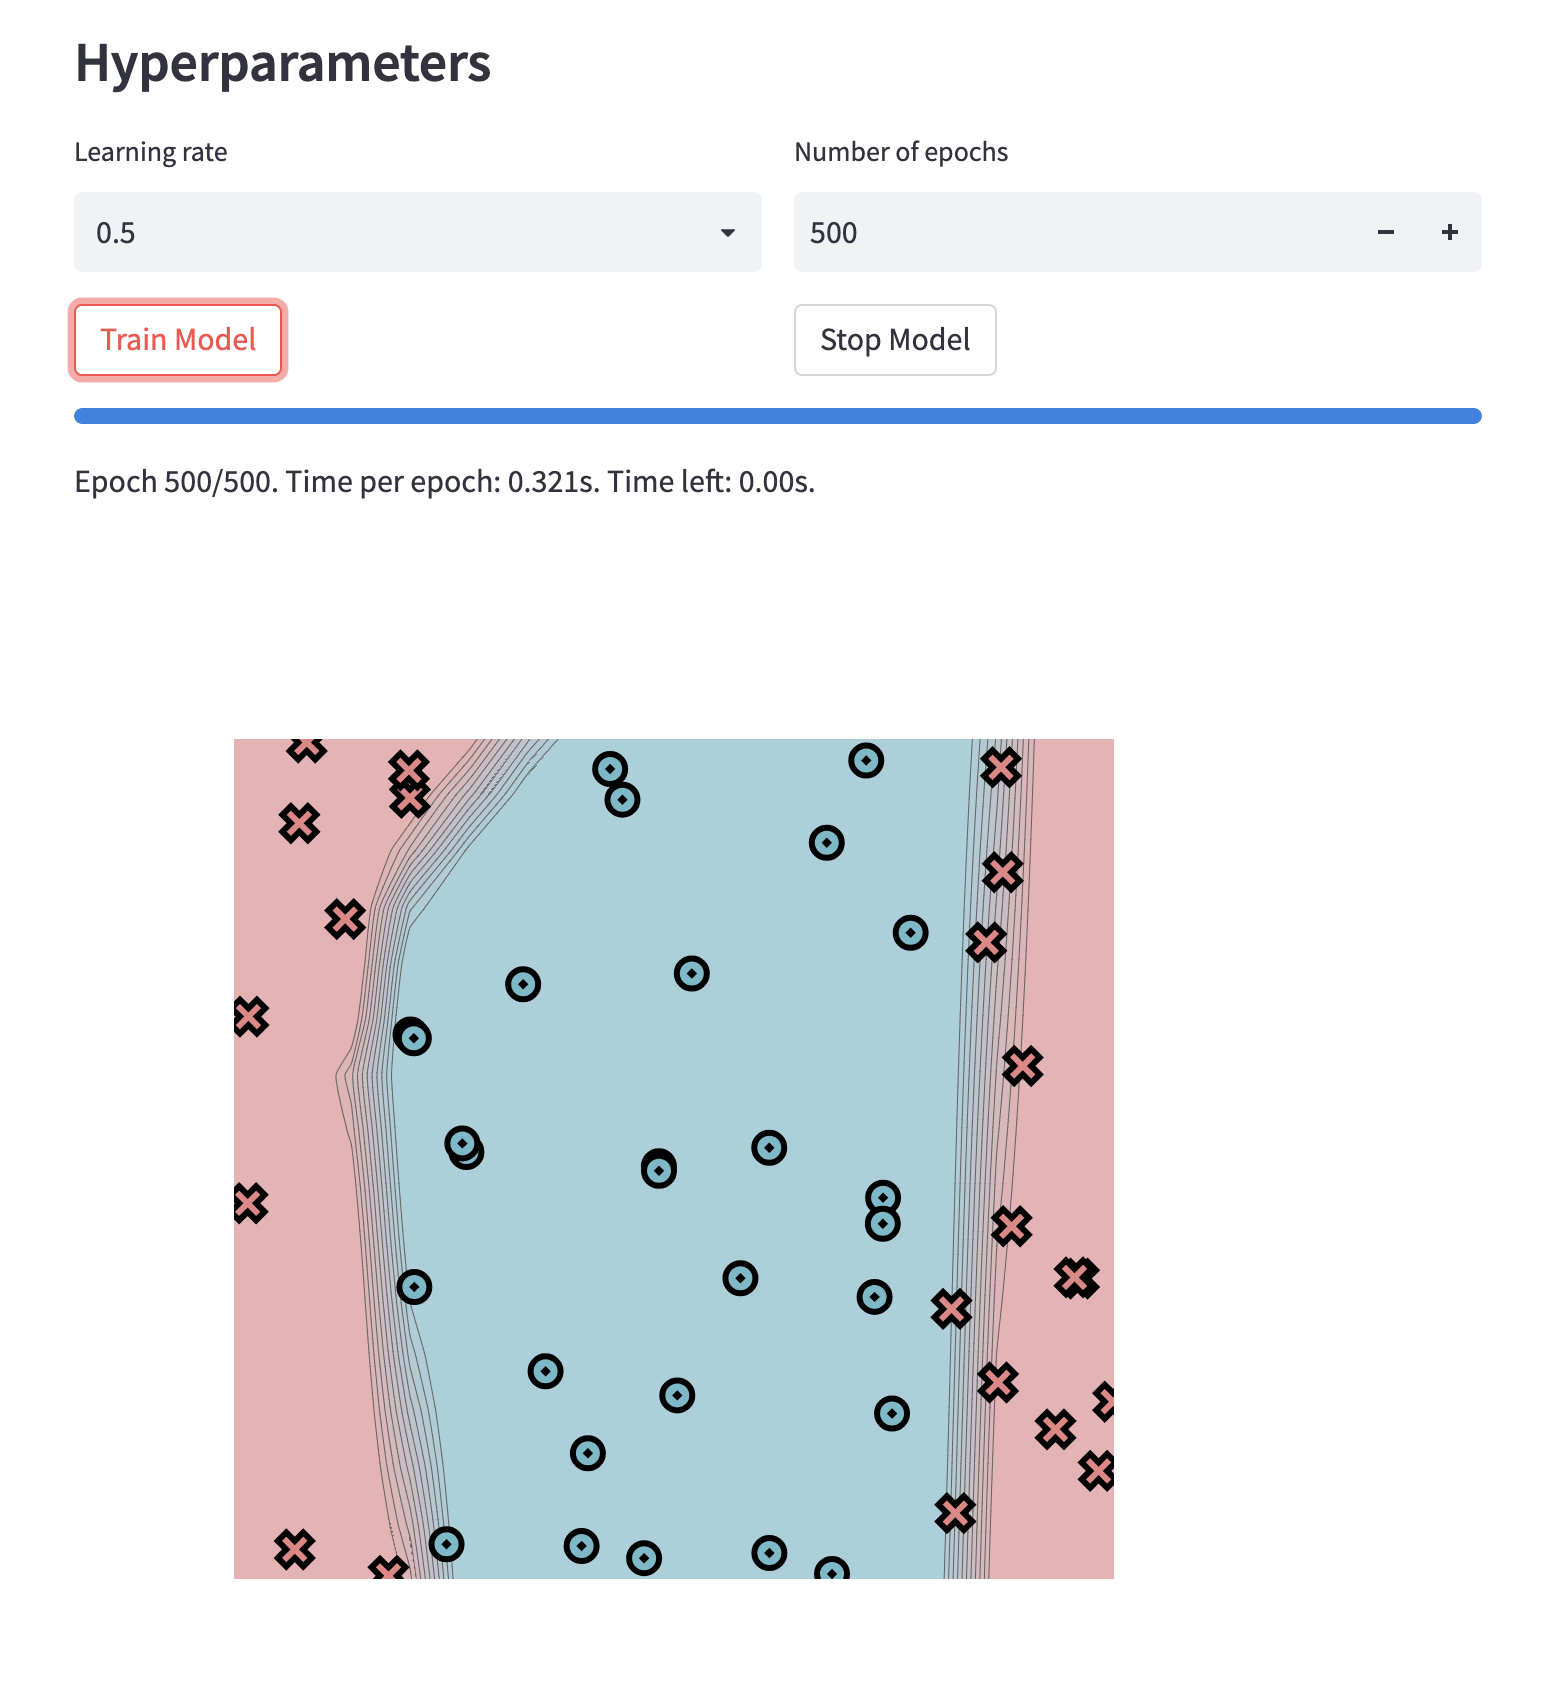 Hyperparameters
Learning rate
Number of epochs
0.5
500
Train Model
Stop Model
Epoch 500/500. Time per epoch: 0.321s. Time left: 0.00s.